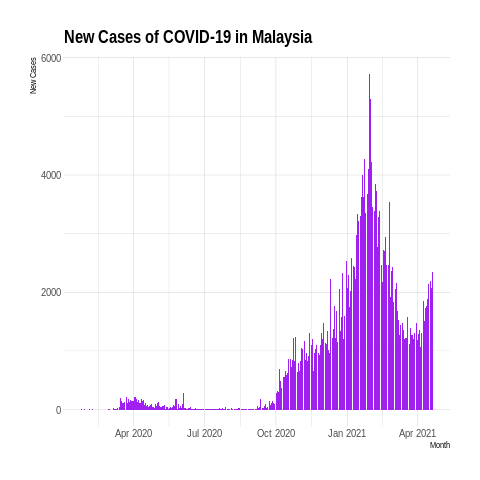 New Cases of COVID-19 in Malaysia
New Cases
6000
4000
2000
0
Apr 2020 Jul 2020 Oct 2020 Jan 2021 Apr 2021
Month